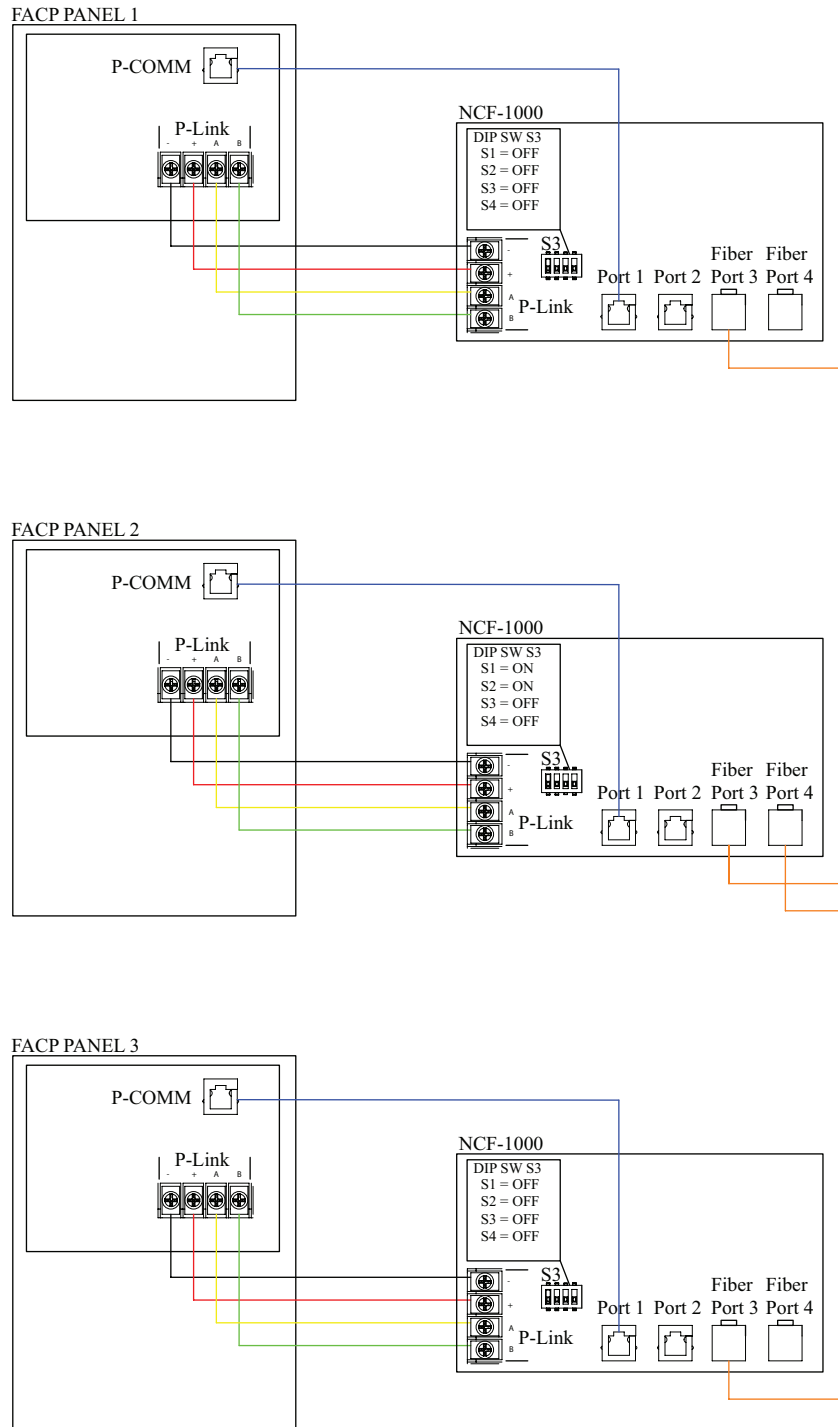 FACP PANEL 1
P-COMM
P-Link
- + A B
NCF-1000
DIP SW S3
S1 = OFF
S2 = OFF
S3 = OFF
S4 = OFF
S3
-
+
A
B
P-Link
Port 1 Port 2
Fiber Port 3
Fiber Port 4
FACP PANEL 2
P-COMM
P-Link
- + A B
NCF-1000
DIP SW S3
S1 = ON
S2 = ON
S3 = OFF
S4 = OFF
S3
-
+
A
B
P-Link
Port 1 Port 2
Fiber Port 3
Fiber Port 4
FACP PANEL 3
P-COMM
P-Link
- + A B
NCF-1000
DIP SW S3
S1 = OFF
S2 = OFF
S3 = OFF
S4 = OFF
S3
-
+
A
B
P-Link
Port 1 Port 2
Fiber Port 3
Fiber Port 4